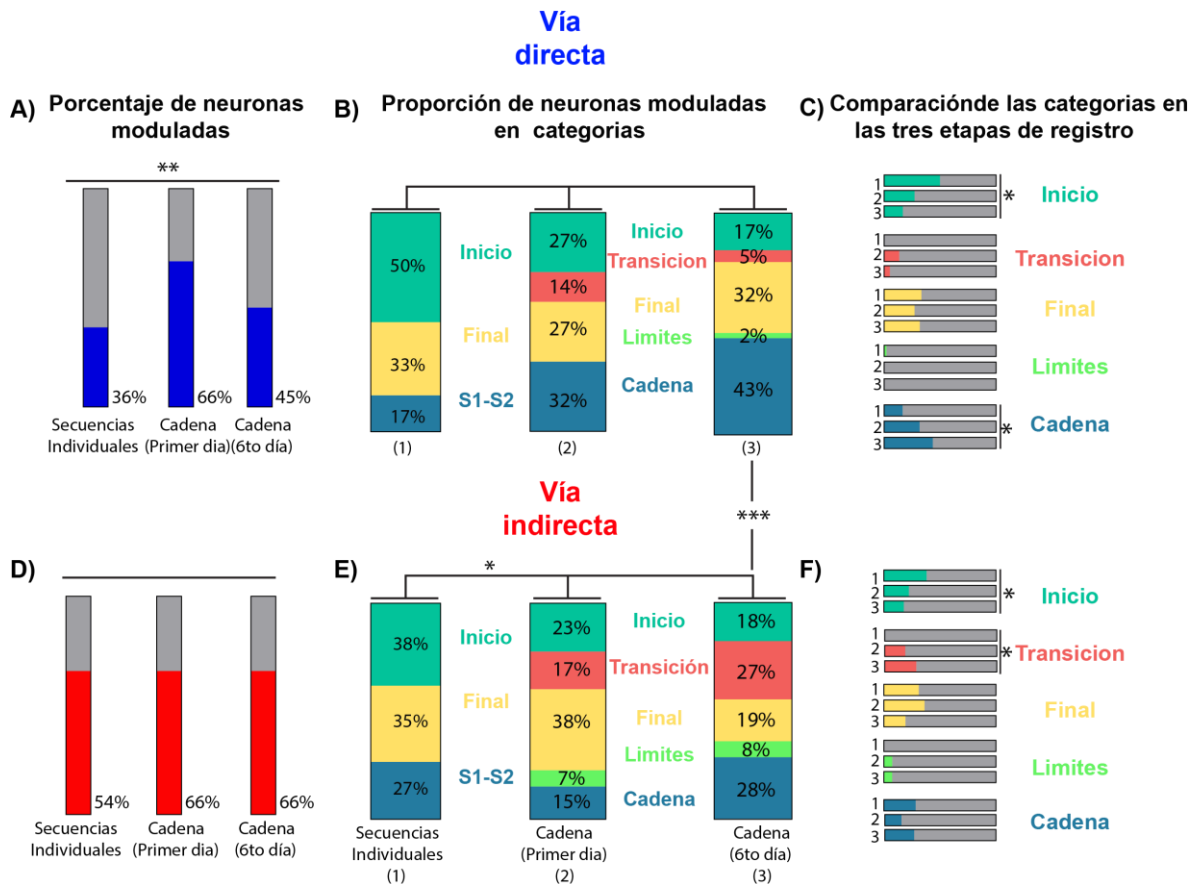 Vía
directa
A) Porcentaje de neuronas
moduladas
B) Proporción de neuronas moduladas
en categorias
C) Comparaciónde las categorias en
las tres etapas de registro
**
36%
66%
45%
Secuencias
Individuales
Cadena
(Primer dia)
Cadena
(6to día)
50%
33%
17%
(1)
Inicio
Final
S1-S2
27%
14%
27%
32%
(2)
Inicio
Transicion
Final
Limites
Cadena
17%
5%
32%
2%
43%
(3)
1
2
3
*
Inicio
1
2
3
Transicion
1
2
3
Final
1
2
3
Limites
1
2
3
*
Cadena
***
Vía
indirecta
D)
54%
66%
66%
Secuencias
Individuales
Cadena
(Primer dia)
Cadena
(6to día)
E)
*
38%
35%
27%
Secuencias
Individuales
(1)
Inicio
Final
S1-S2
23%
17%
38%
7%
15%
Cadena
(Primer dia)
(2)
Inicio
Transición
Final
Limites
Cadena
18%
27%
19%
8%
28%
Cadena
(6to día)
(3)
F)
1
2
3
*
Inicio
1
2
3
*
Transicion
1
2
3
Final
1
2
3
Limites
1
2
3
Cadena